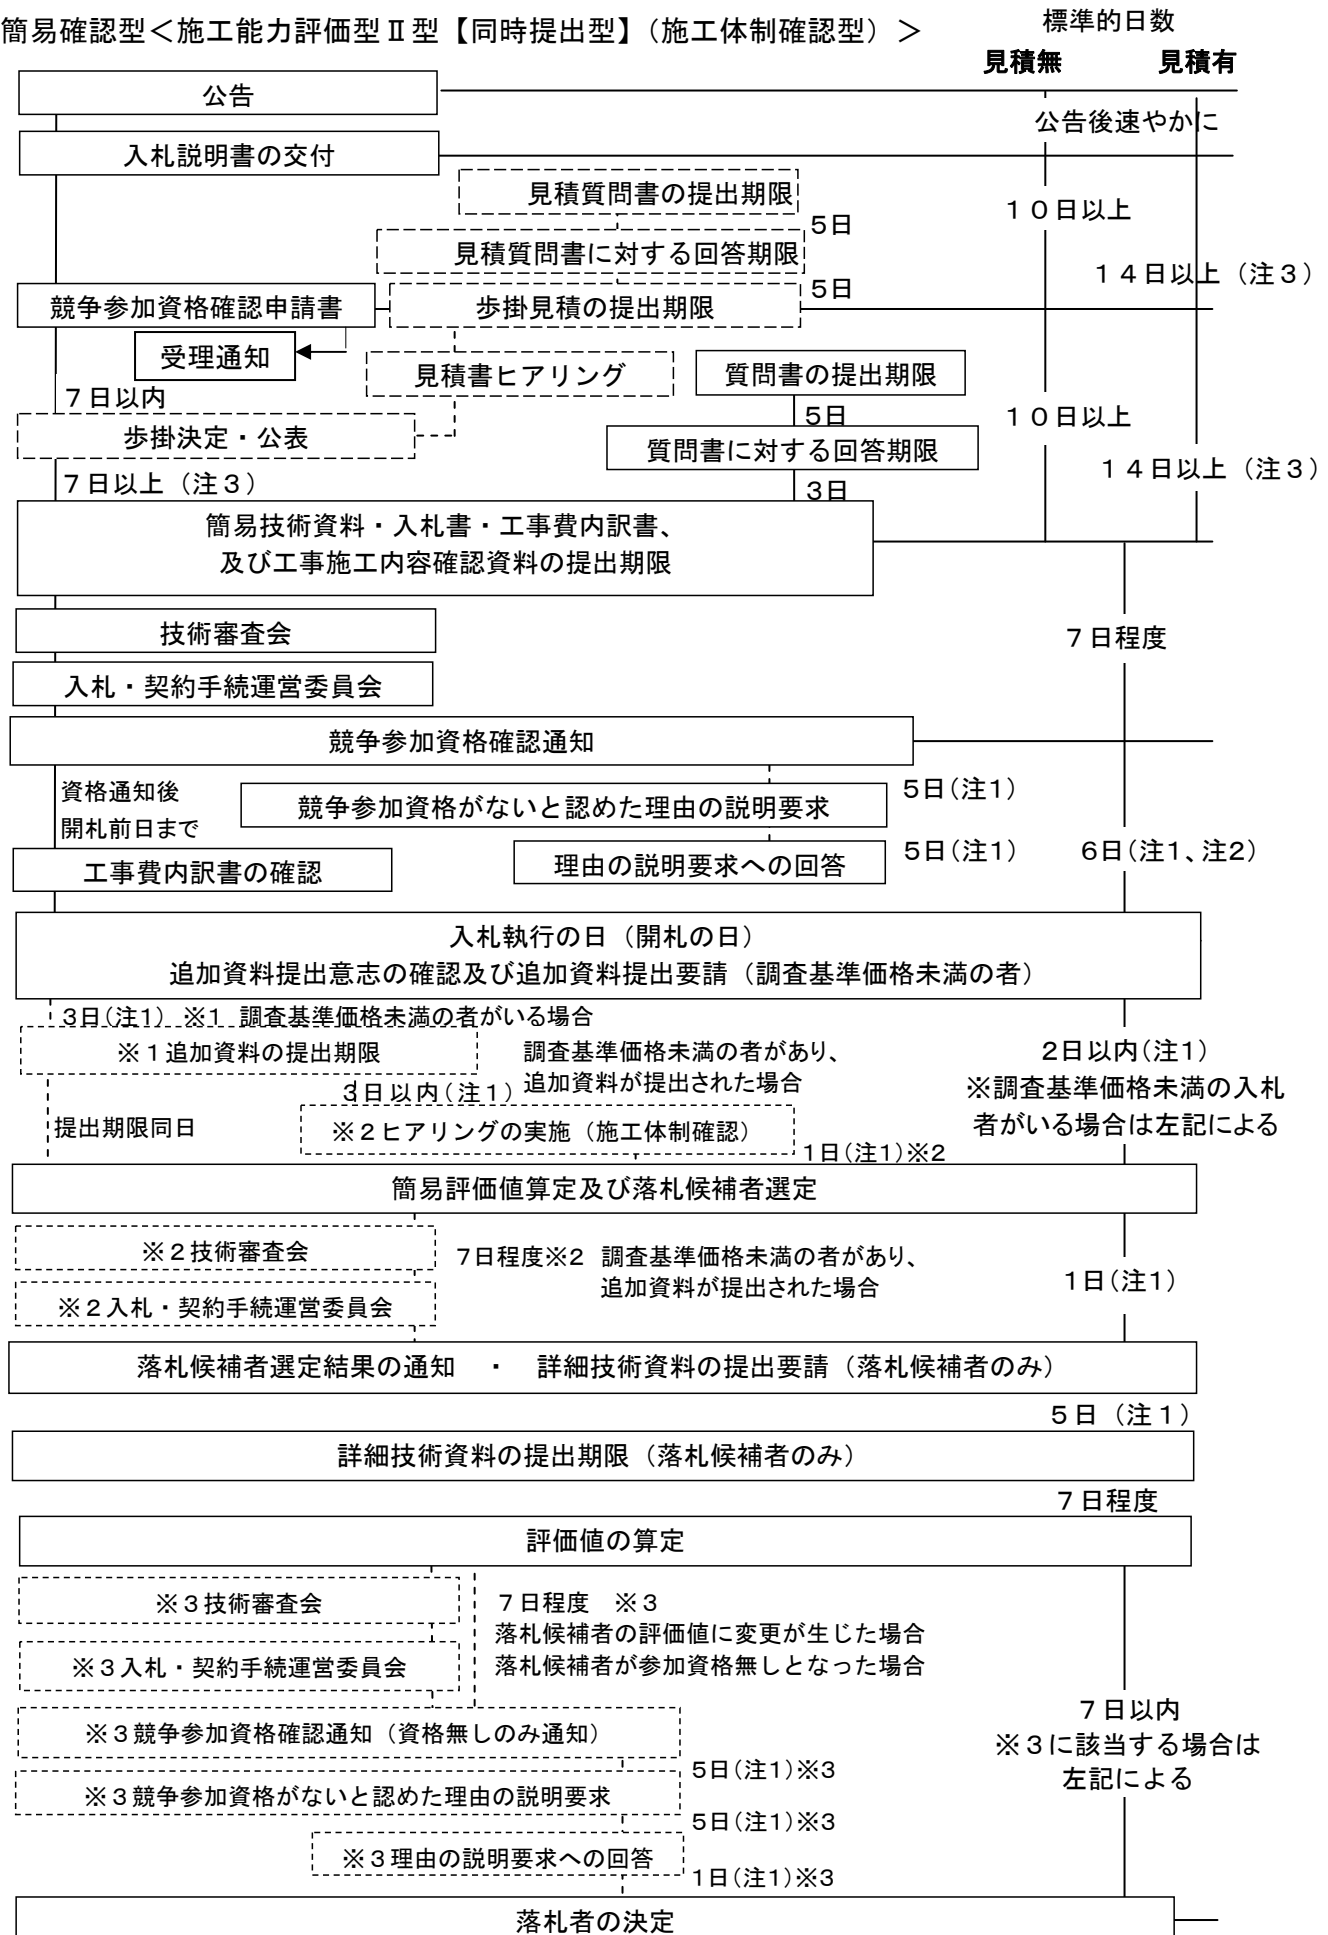 簡易確認型＜施工能力評価型Ⅱ型【同時提出型】（施工体制確認型）＞
標準的日数
見積無
見積有
公告
公告後速やかに
入札説明書の交付
見積質問書の提出期限
１０日以上
5日
見積質問書に対する回答期限
１４日以上（注３）
5日
競争参加資格確認申請書
歩掛見積の提出期限
受理通知
見積書ヒアリング
質問書の提出期限
７日以内
5日
１０日以上
歩掛決定・公表
質問書に対する回答期限
１４日以上（注３）
７日以上（注３）
3日
簡易技術資料・入札書・工事費内訳書、
及び工事施工内容確認資料の提出期限
技術審査会
７日程度
入札・契約手続運営委員会
競争参加資格確認通知
資格通知後
開札前日まで
5日(注1)
競争参加資格がないと認めた理由の説明要求
工事費内訳書の確認
理由の説明要求への回答
5日(注1)
6日(注1、注2)
入札執行の日（開札の日）
追加資料提出意志の確認及び追加資料提出要請（調査基準価格未満の者）
3日(注1) ※1 調査基準価格未満の者がいる場合
※１追加資料の提出期限
調査基準価格未満の者があり、
追加資料が提出された場合
2日以内(注1)
※調査基準価格未満の入札
者がいる場合は左記による
3日以内(注1)
提出期限同日
※２ヒアリングの実施（施工体制確認）
1日(注1)※2
簡易評価値算定及び落札候補者選定
※２技術審査会
7日程度※2 調査基準価格未満の者があり、
追加資料が提出された場合
1日(注1)
※２入札・契約手続運営委員会
落札候補者選定結果の通知 ・ 詳細技術資料の提出要請（落札候補者のみ）
５日（注１）
詳細技術資料の提出期限（落札候補者のみ）
７日程度
評価値の算定
※３技術審査会
７日程度 ※３
落札候補者の評価値に変更が生じた場合
落札候補者が参加資格無しとなった場合
※３入札・契約手続運営委員会
７日以内
※３に該当する場合は
左記による
※３競争参加資格確認通知（資格無しのみ通知）
5日(注1)※3
※３競争参加資格がないと認めた理由の説明要求
5日(注1)※3
※３理由の説明要求への回答
1日(注1)※3
落札者の決定